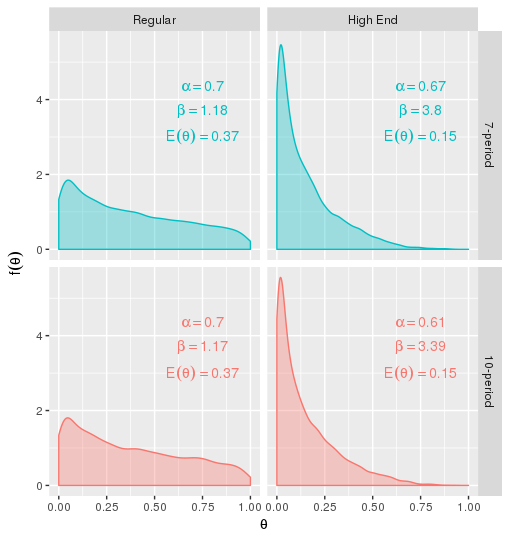 Regular
High End
f(θ)
7-period
α = 0.7
β = 1.18
E(θ) = 0.37
α = 0.67
β = 3.8
E(θ) = 0.15
4
2
0
10-period
α = 0.7
β = 1.17
E(θ) = 0.37
α = 0.61
β = 3.39
E(θ) = 0.15
4
2
0
0.00 0.25 0.50 0.75 1.00
0.00 0.25 0.50 0.75 1.00
θ